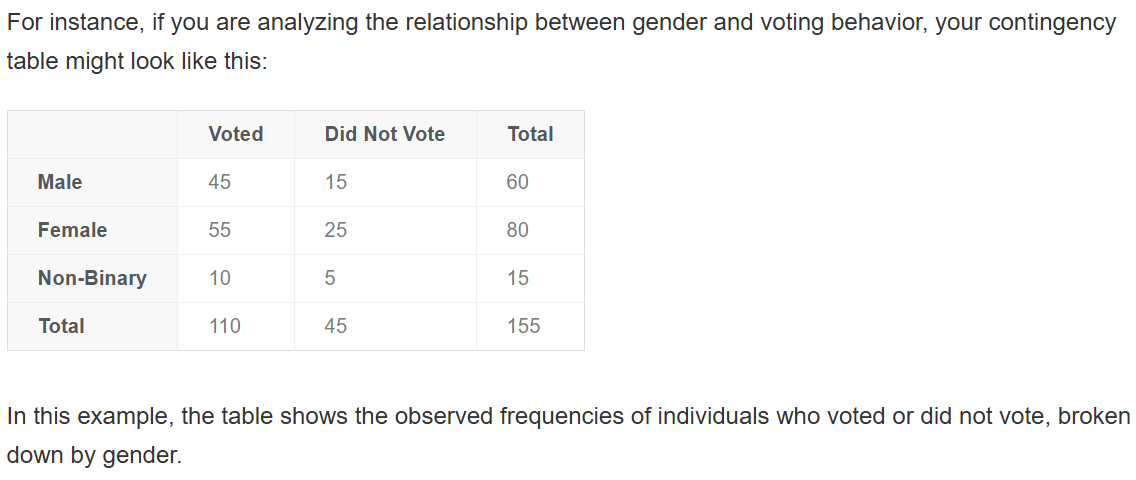 For instance, if you are analyzing the relationship between gender and voting behavior, your contingency
table might look like this:
Voted Did Not Vote Total
Male 45 15 60
Female 55 25 80
Non-Binary 10 5 15
Total 110 45 155
In this example, the table shows the observed frequencies of individuals who voted or did not vote, broken
down by gender.